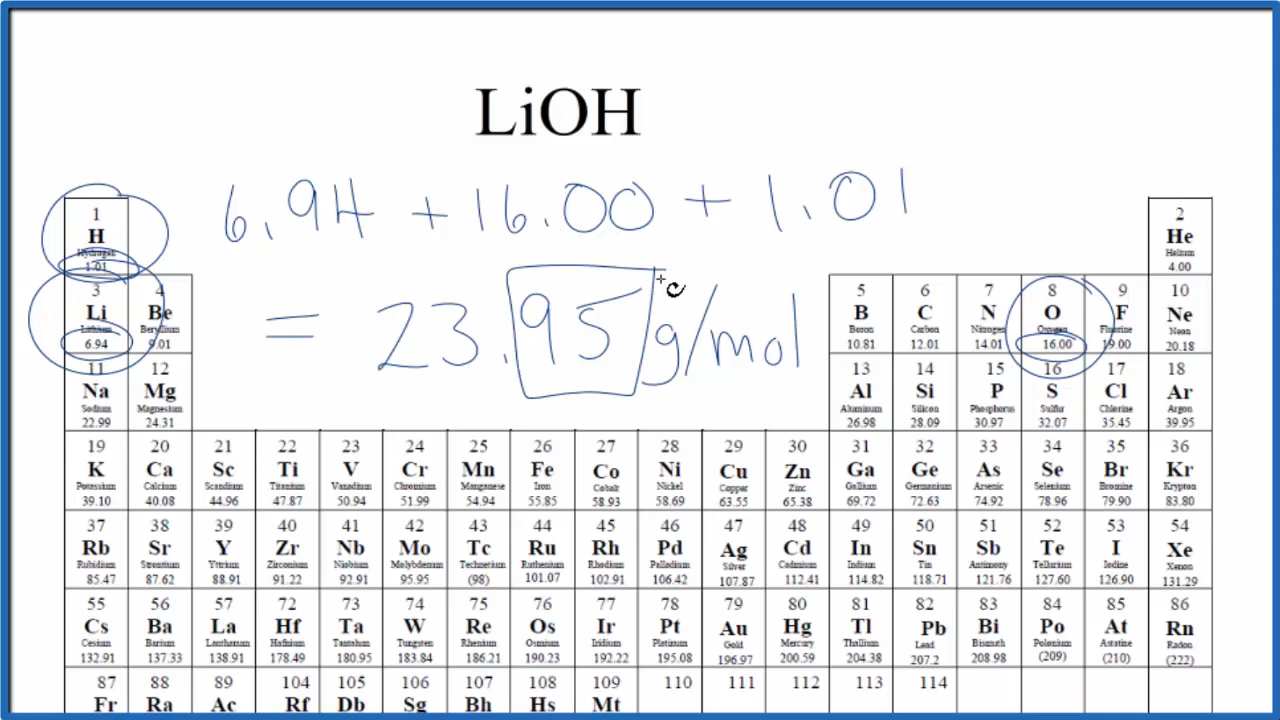 LiOH
6.94 + 16.00 + 1.01
= 23.95 g/mol
1 2
H He
Hydrogen Helium
1.01 4.00
3 4 5 6 7 8 9 10
Li Be B C N O F Ne
Lithium Beryllium Boron Carbon Nitrogen Oxygen Fluorine Neon
6.94 9.01 10.81 12.01 14.01 16.00 19.00 20.18
11 12 13 14 15 16 17 18
Na Mg Al Si P S Cl Ar
Sodium Magnesium Aluminum Silicon Phosphorus Sulfur Chlorine Argon
22.99 24.31 26.98 28.09 30.97 32.07 35.45 39.95
19 20 21 22 23 24 25 26 27 28 29 30 31 32 33 34 35 36
K Ca Sc Ti V Cr Mn Fe Co Ni Cu Zn Ga Ge As Se Br Kr
Potassium Calcium Scandium Titanium Vanadium Chromium Manganese Iron Cobalt Nickel Copper Zinc Gallium Germanium Arsenic Selenium Bromine Krypton
39.10 40.08 44.96 47.87 50.94 51.99 54.94 55.85 58.93 58.69 63.55 65.38 69.72 72.63 74.92 78.96 79.90 83.80
37 38 39 40 41 42 43 44 45 46 47 48 49 50 51 52 53 54
Rb Sr Y Zr Nb Mo Tc Ru Rh Pd Ag Cd In Sn Sb Te I Xe
Rubidium Strontium Yttrium Zirconium Niobium Molybdenum Technetium Ruthenium Rhodium Palladium Silver Cadmium Indium Tin Antimony Tellurium Iodine Xenon
85.47 87.62 88.91 91.22 92.91 95.95 (98) 101.07 102.91 106.42 107.87 112.41 114.82 118.71 121.76 127.60 126.90 131.29
55 56 57 72 73 74 75 76 77 78 79 80 81 82 83 84 85 86
Cs Ba La Hf Ta W Re Os Ir Pt Au Hg Tl Pb Bi Po At Rn
Cesium Barium Lanthanum Hafnium Tantalum Tungsten Rhenium Osmium Iridium Platinum Gold Mercury Thallium Lead Bismuth Polonium Astatine Radon
132.91 137.33 138.91 178.49 180.95 183.84 186.21 190.23 192.22 195.08 196.97 200.59 204.38 207.2 208.98 (209) (210) (222)
87 88 89 104 105 106 107 108 109 110 111 112 113 114
Fr Ra Ac Rf Db Sg Bh Hs Mt